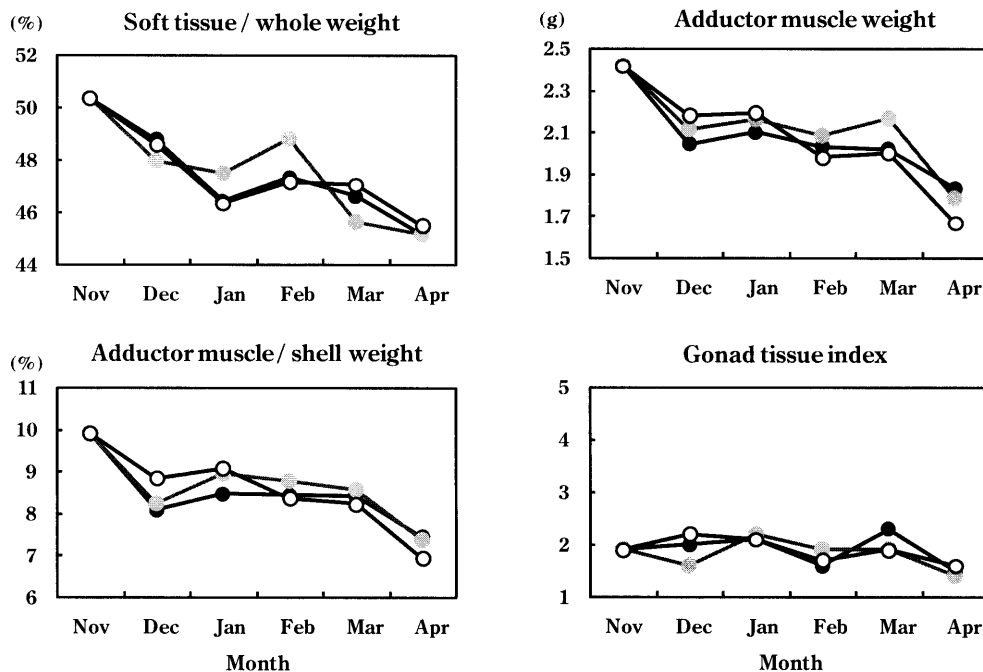 (%) Soft tissue / whole weight
52
50
48
46
44
Nov Dec Jan Feb Mar Apr
(g) Adductor muscle weight
2.5
2.3
2.1
1.9
1.7
1.5
Nov Dec Jan Feb Mar Apr
(%) Adductor muscle / shell weight
11
10
9
8
7
6
Nov Dec Jan Feb Mar Apr
Month
Gonad tissue index
5
4
3
2
1
Nov Dec Jan Feb Mar Apr
Month